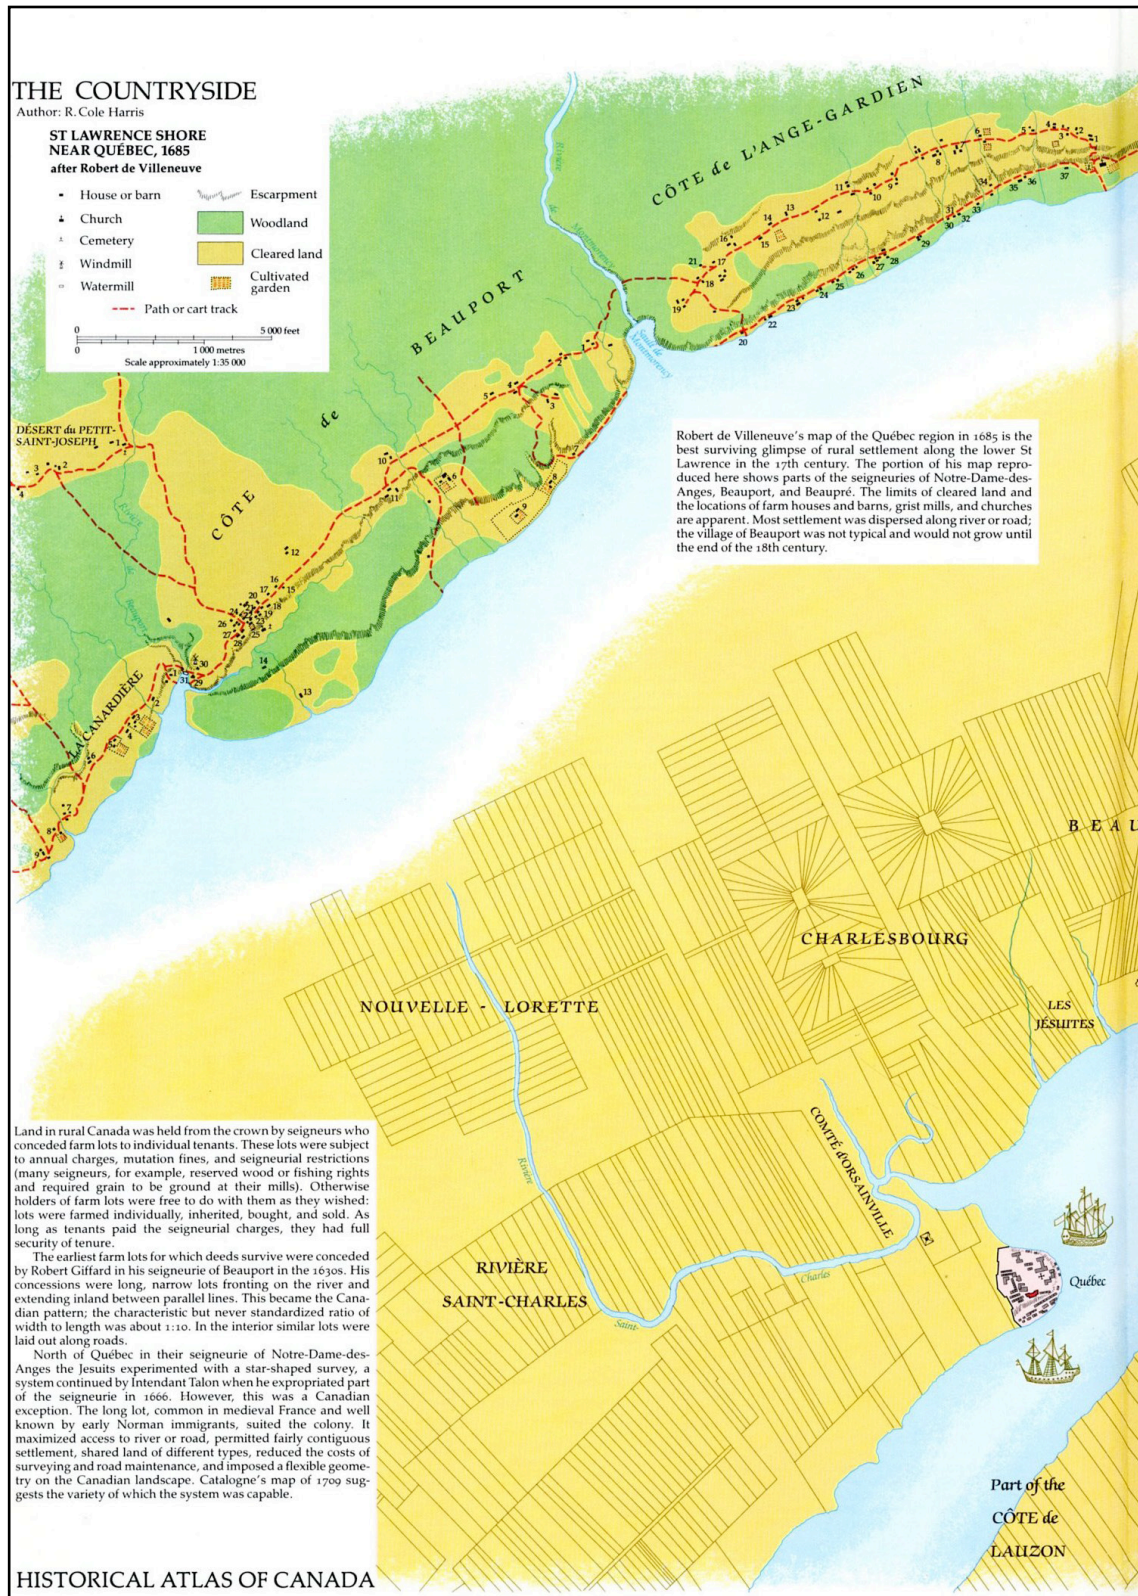 THE COUNTRYSIDE
Author: R. Cole Harris
ST LAWRENCE SHORE
NEAR QUÉBEC, 1685
after Robert de Villeneuve
House or barn
Church
Cemetery
Windmill
Watermill
Escarpment
Woodland
Cleared land
Cultivated
garden
Path or cart track
0 5 000 feet
0 1 000 metres
Scale approximately 1:35 000
CÔTE de L'ANGE-GARDIEN
Rivière de Montmorency
Sault de
Montmorency
CÔTE de BEAUPORT
DÉSERT du PETIT-
SAINT-JOSEPH
Rivière de Beauport
LA CANARDIÈRE
Robert de Villeneuve's map of the Québec region in 1685 is the
best surviving glimpse of rural settlement along the lower St
Lawrence in the 17th century. The portion of his map repro-
duced here shows parts of the seigneuries of Notre-Dame-des-
Anges, Beauport, and Beaupré. The limits of cleared land and
the locations of farm houses and barns, grist mills, and churches
are apparent. Most settlement was dispersed along river or road;
the village of Beauport was not typical and would not grow until
the end of the 18th century.
BEAU
CHARLESBOURG
NOUVELLE - LORETTE
LES
JÉSUITES
COMTÉ d'ORSAINVILLE
RIVIÈRE
SAINT-CHARLES
Rivière
Saint-
Charles
Québec
Part of the
CÔTE de
LAUZON
Land in rural Canada was held from the crown by seigneurs who
conceded farm lots to individual tenants. These lots were subject
to annual charges, mutation fines, and seigneurial restrictions
(many seigneurs, for example, reserved wood or fishing rights
and required grain to be ground at their mills). Otherwise
holders of farm lots were free to do with them as they wished:
lots were farmed individually, inherited, bought, and sold. As
long as tenants paid the seigneurial charges, they had full
security of tenure.
The earliest farm lots for which deeds survive were conceded
by Robert Giffard in his seigneurie of Beauport in the 1630s. His
concessions were long, narrow lots fronting on the river and
extending inland between parallel lines. This became the Cana-
dian pattern; the characteristic but never standardized ratio of
width to length was about 1:10. In the interior similar lots were
laid out along roads.
North of Québec in their seigneurie of Notre-Dame-des-
Anges the Jesuits experimented with a star-shaped survey, a
system continued by Intendant Talon when he expropriated part
of the seigneurie in 1666. However, this was a Canadian
exception. The long lot, common in medieval France and well
known by early Norman immigrants, suited the colony. It
maximized access to river or road, permitted fairly contiguous
settlement, shared land of different types, reduced the costs of
surveying and road maintenance, and imposed a flexible geome-
try on the Canadian landscape. Catalogne's map of 1709 sug-
gests the variety of which the system was capable.
HISTORICAL ATLAS OF CANADA